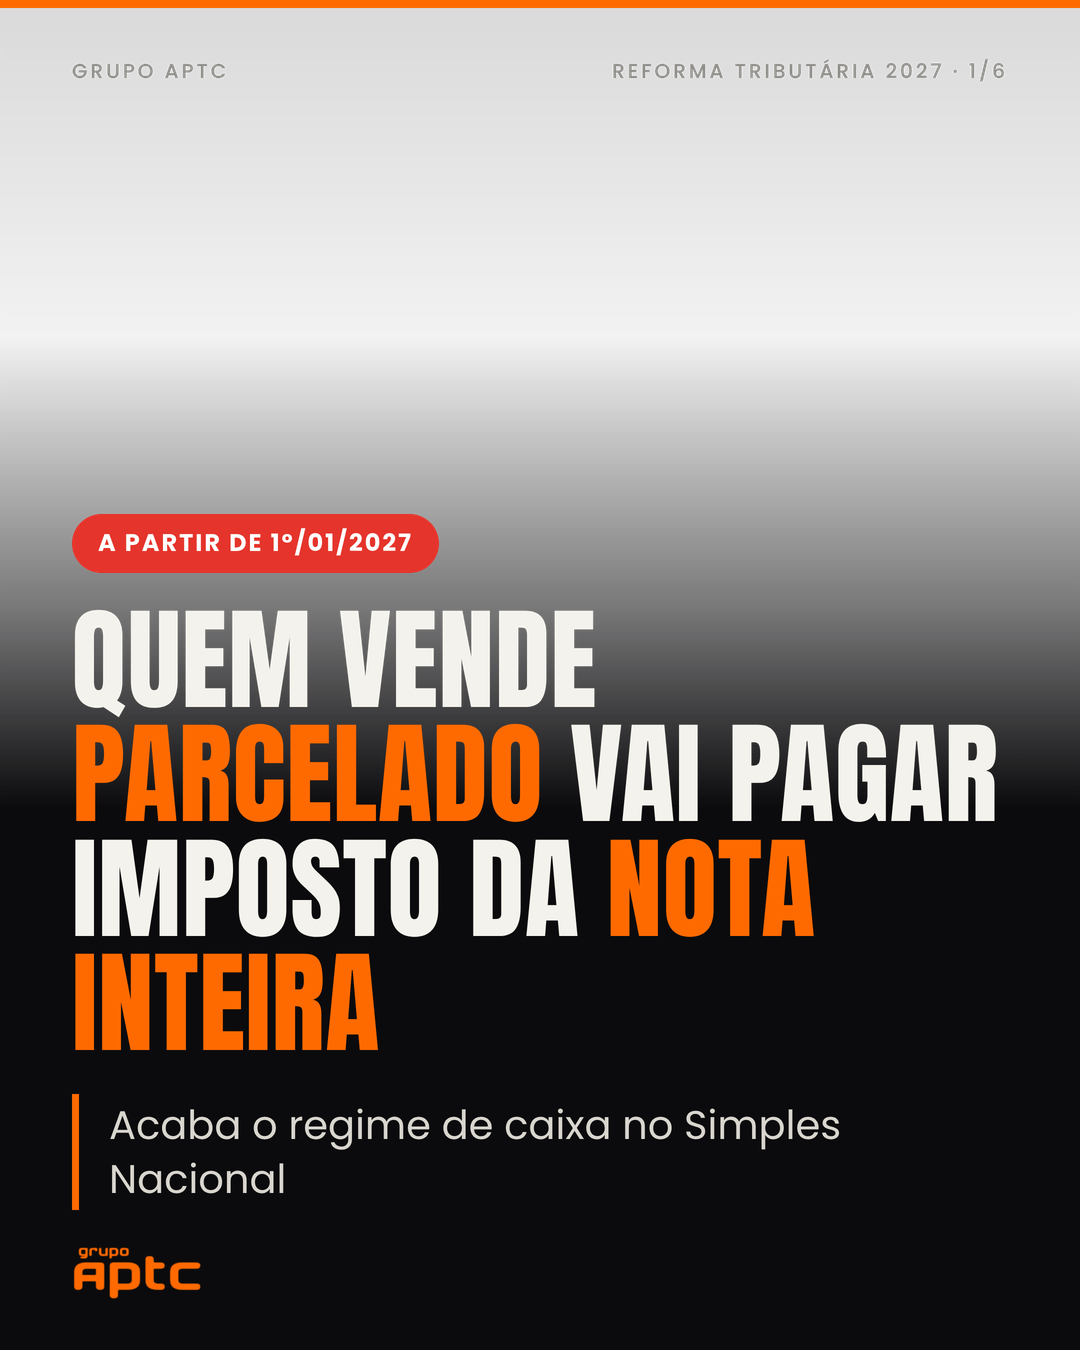 GRUPO APTC
REFORMA TRIBUTÁRIA 2027 · 1/6
A PARTIR DE 1º/01/2027
QUEM VENDE
PARCELADO VAI PAGAR
IMPOSTO DA NOTA
INTEIRA
Acaba o regime de caixa no Simples
Nacional
grupo
aptc